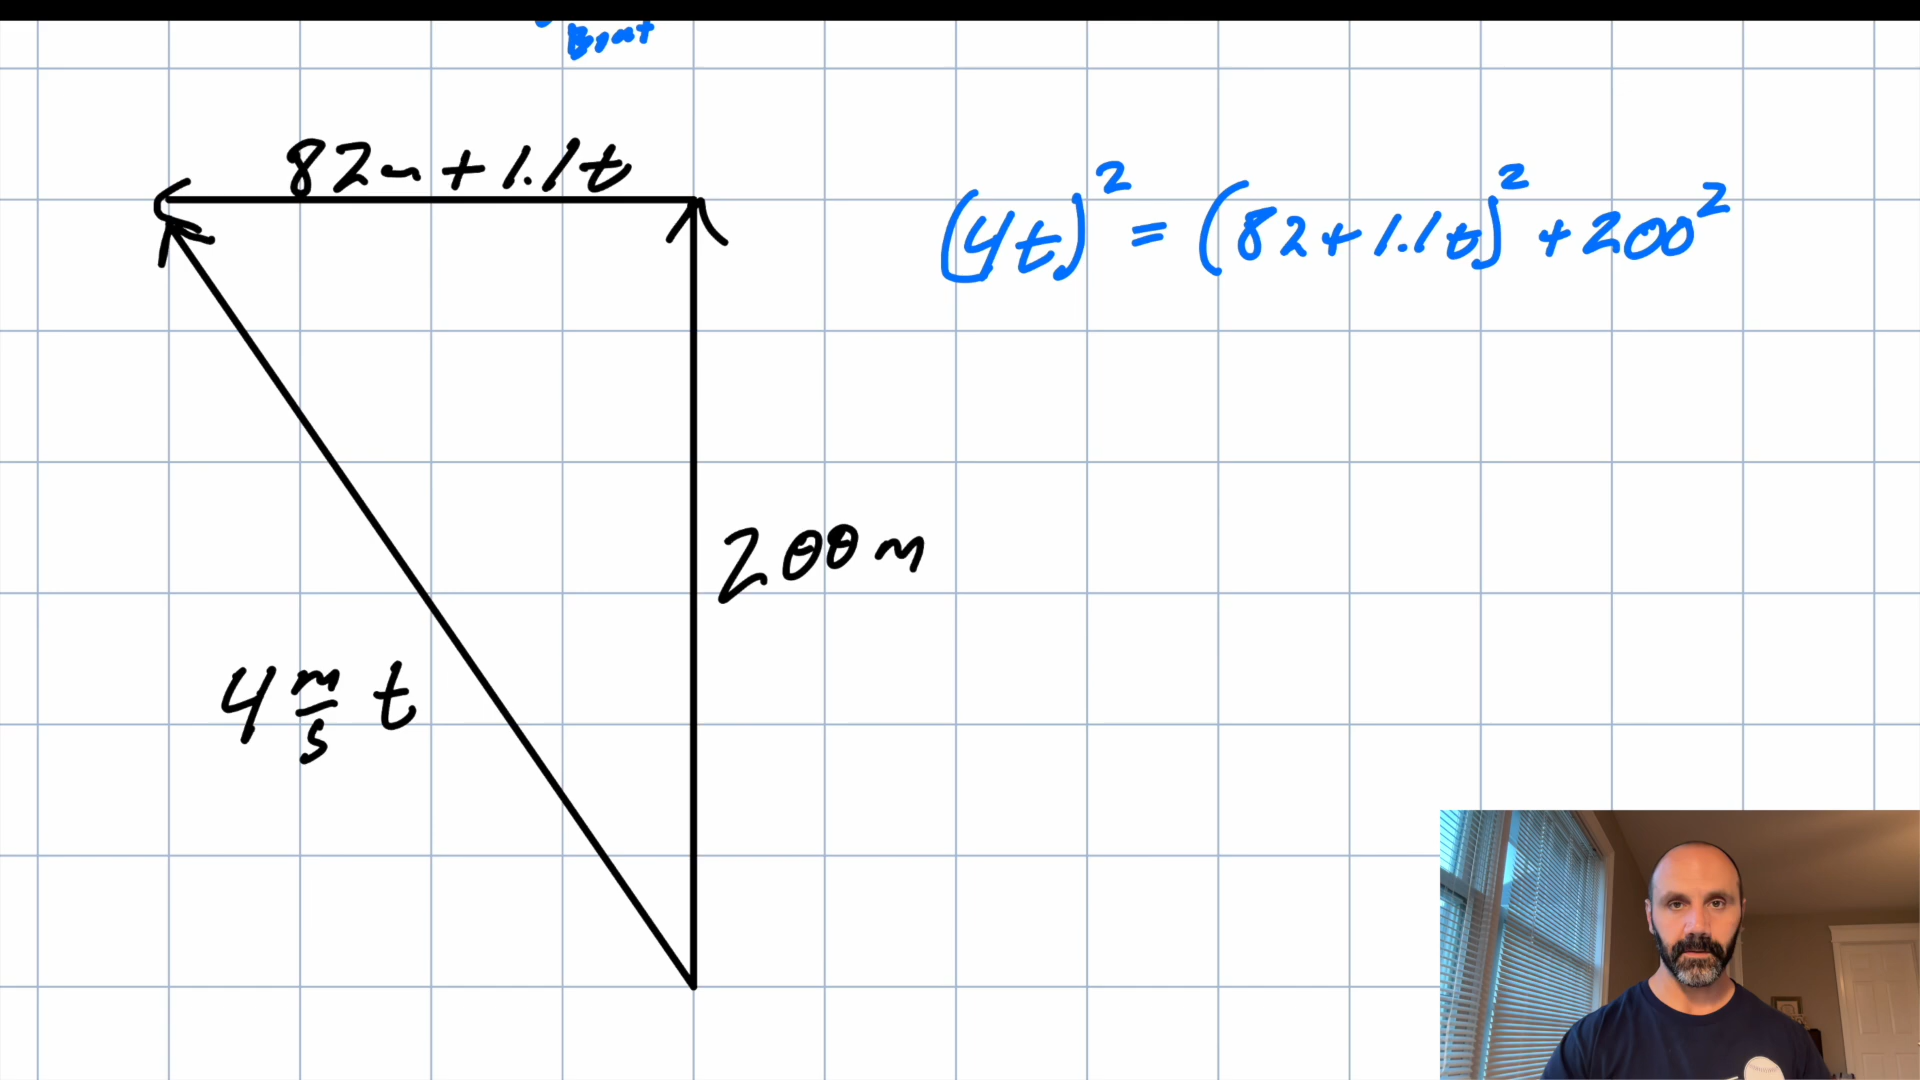 Boat
82m + 1.1t
(4t)² = (82+1.1t)² + 200²
200m
4 m/s t